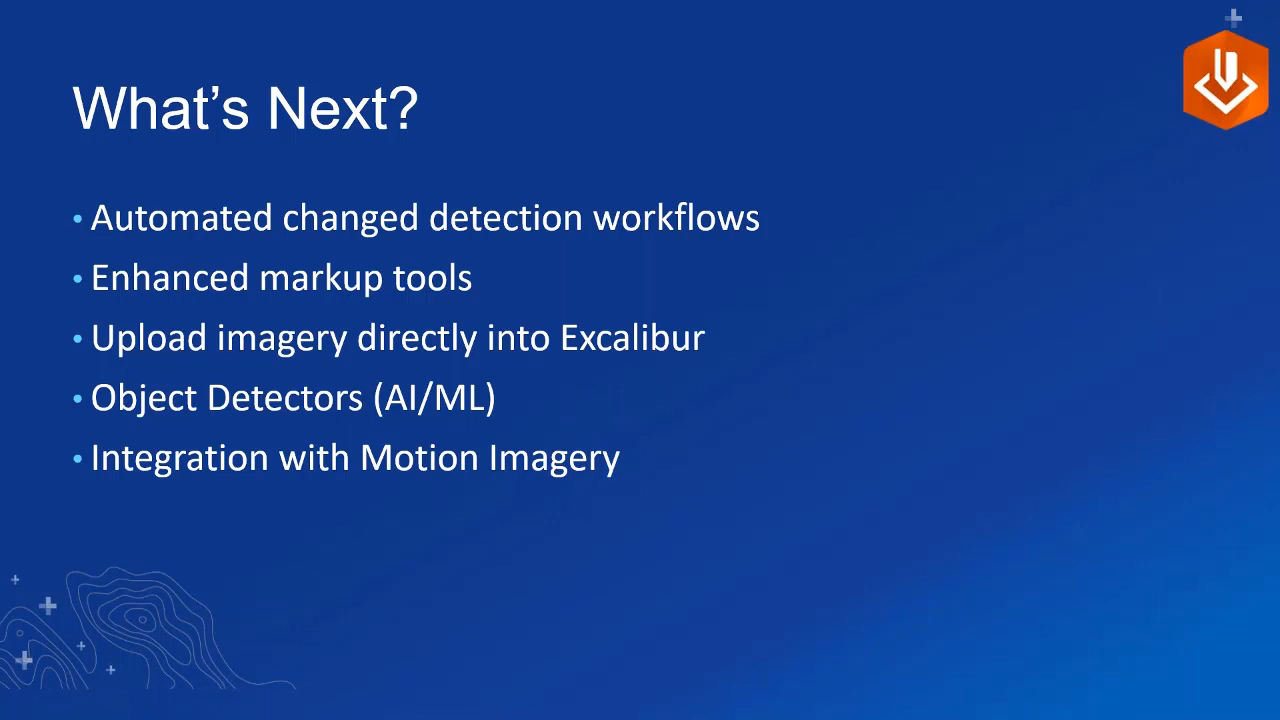 What’s Next?
• Automated changed detection workflows
• Enhanced markup tools
• Upload imagery directly into Excalibur
• Object Detectors (AI/ML)
• Integration with Motion Imagery